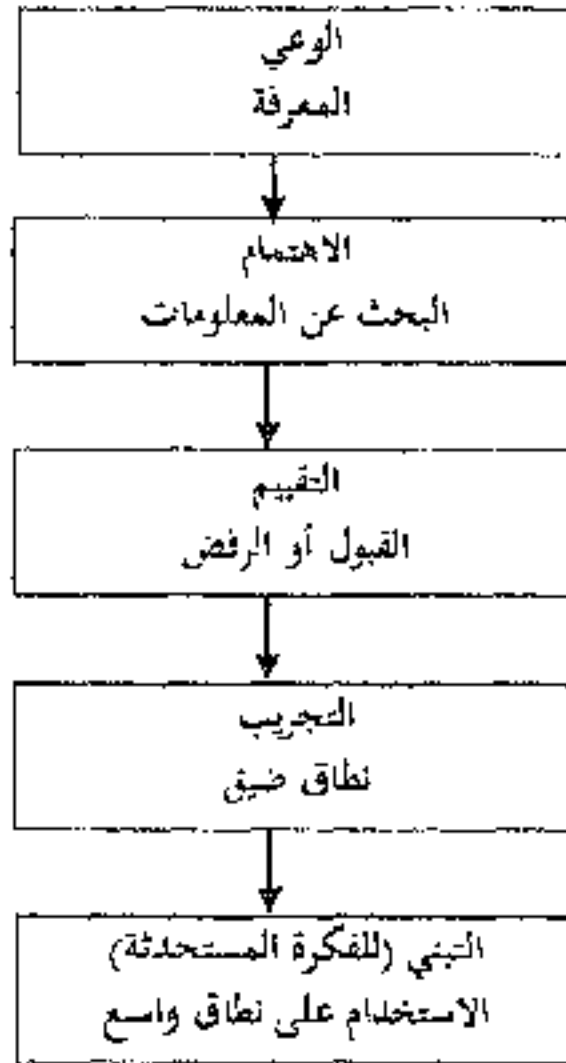 الوعي
المعرفة
الاهتمام
البحث عن المعلومات
التقييم
القبول أو الرفض
التجريب
نطاق ضيق
التبني (للفكرة المستحدثة)
الاستخدام على نطاق واسع